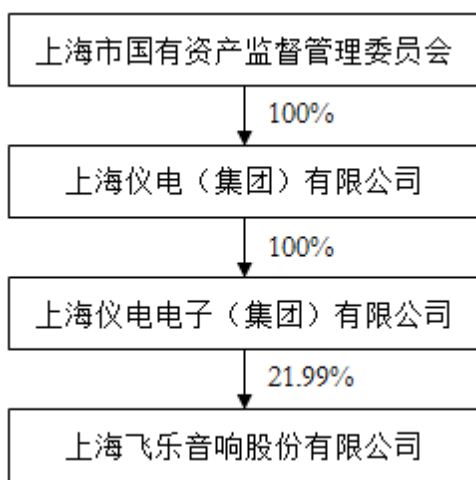 上海市国有资产监督管理委员会
100%
上海仪电（集团）有限公司
100%
上海仪电电子（集团）有限公司
21.99%
上海飞乐音响股份有限公司